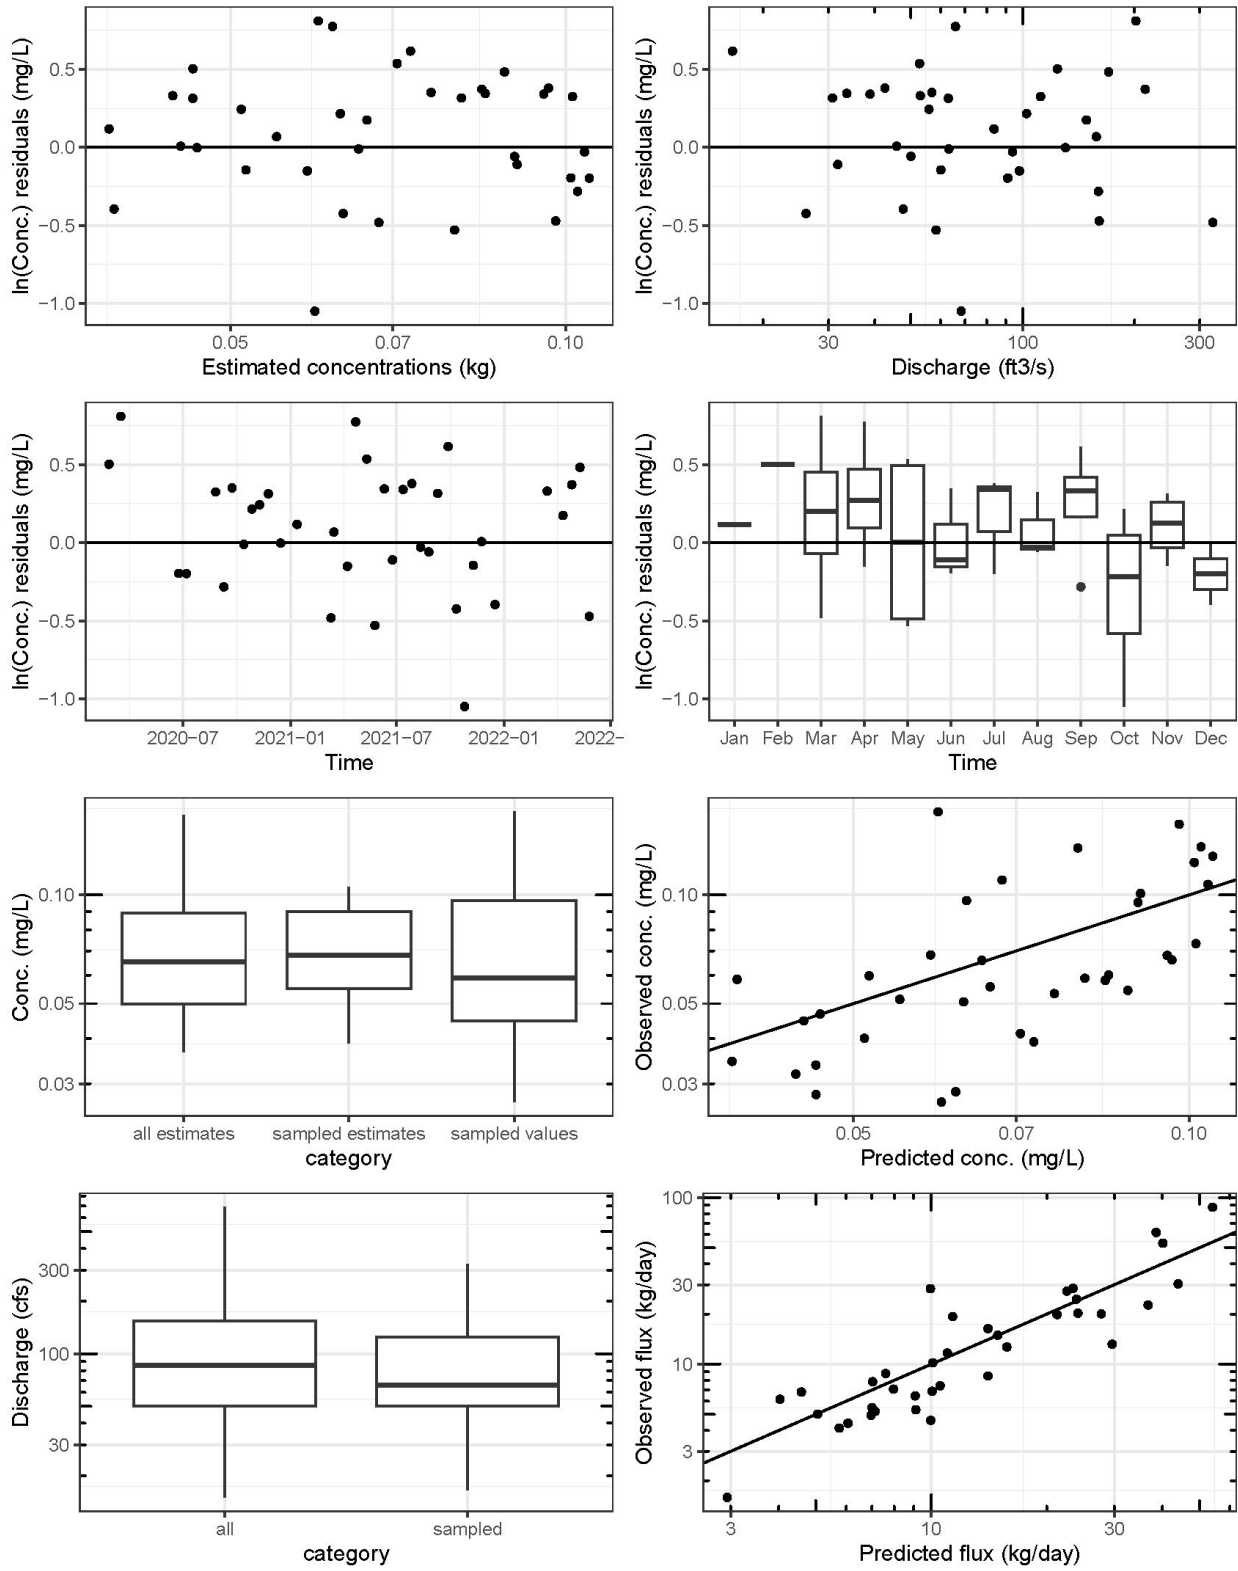 ln(Conc.) residuals (mg/L)
0.5
0.0
−0.5
−1.0
0.05
0.07
0.10
Estimated concentrations (kg)
ln(Conc.) residuals (mg/L)
0.5
0.0
−0.5
−1.0
30
100
300
Discharge (ft3/s)
ln(Conc.) residuals (mg/L)
0.5
0.0
−0.5
−1.0
2020−07
2021−01
2021−07
2022−01
2022−
Time
ln(Conc.) residuals (mg/L)
0.5
0.0
−0.5
−1.0
Jan
Feb
Mar
Apr
May
Jun
Jul
Aug
Sep
Oct
Nov
Dec
Time
Conc. (mg/L)
0.10
0.05
0.03
all estimates
sampled estimates
sampled values
category
Observed conc. (mg/L)
0.10
0.05
0.03
0.05
0.07
0.10
Predicted conc. (mg/L)
Discharge (cfs)
300
100
30
all
sampled
category
Observed flux (kg/day)
100
30
10
3
3
10
30
Predicted flux (kg/day)